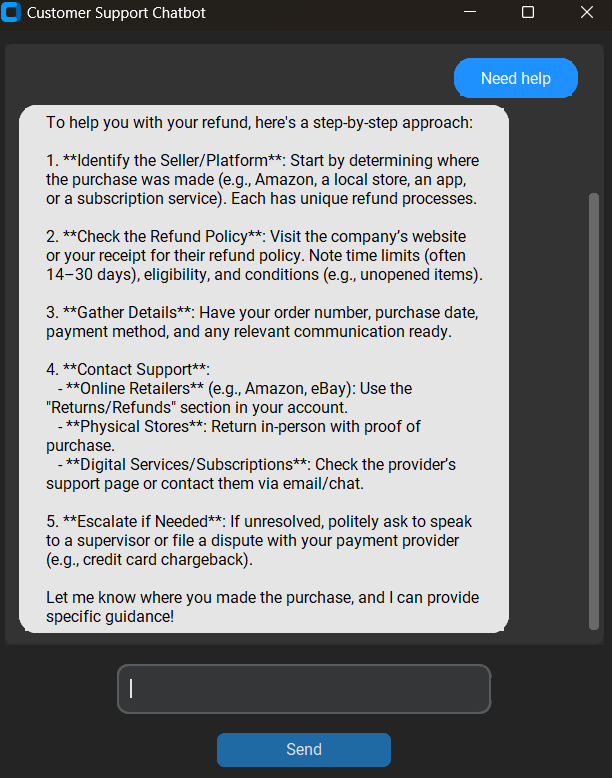 Customer Support Chatbot
Need help
To help you with your refund, here's a step-by-step approach:
1. **Identify the Seller/Platform**: Start by determining where
the purchase was made (e.g., Amazon, a local store, an app,
or a subscription service). Each has unique refund processes.
2. **Check the Refund Policy**: Visit the company’s website
or your receipt for their refund policy. Note time limits (often
14–30 days), eligibility, and conditions (e.g., unopened items).
3. **Gather Details**: Have your order number, purchase date,
payment method, and any relevant communication ready.
4. **Contact Support**:
- **Online Retailers** (e.g., Amazon, eBay): Use the
"Returns/Refunds" section in your account.
- **Physical Stores**: Return in-person with proof of
purchase.
- **Digital Services/Subscriptions**: Check the provider’s
support page or contact them via email/chat.
5. **Escalate if Needed**: If unresolved, politely ask to speak
to a supervisor or file a dispute with your payment provider
(e.g., credit card chargeback).
Let me know where you made the purchase, and I can provide
specific guidance!
Send